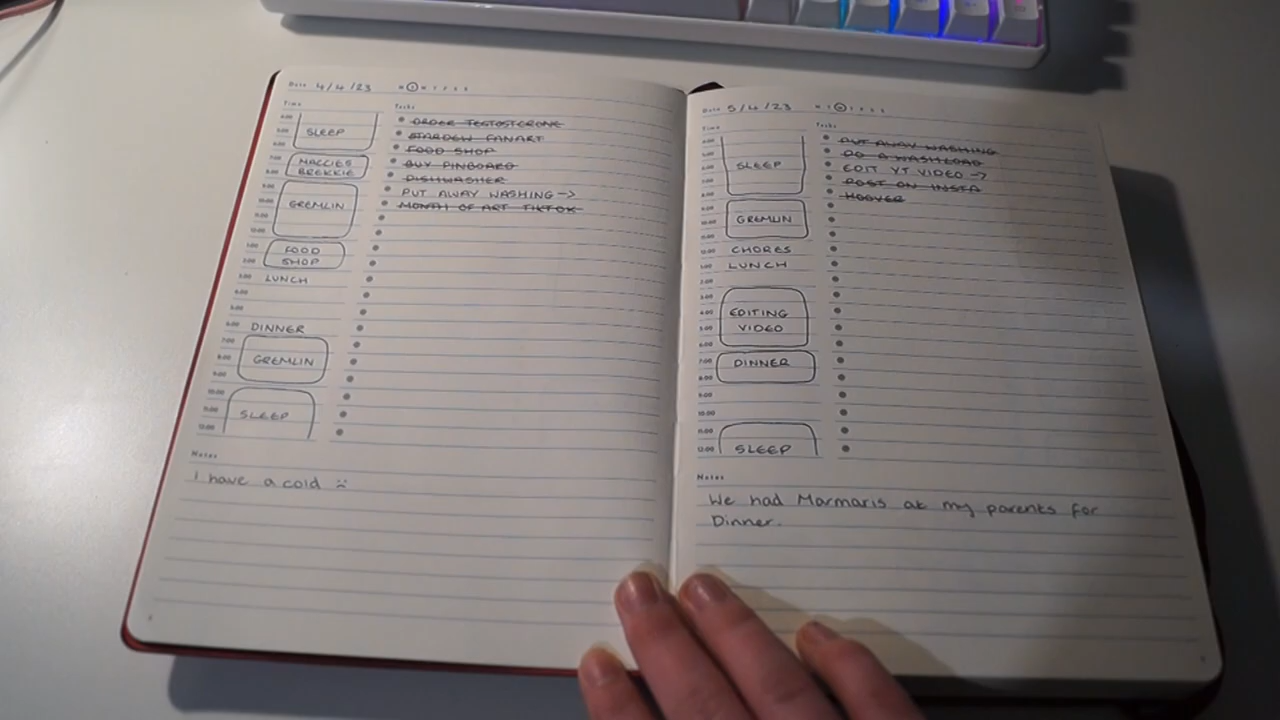 Date 4/4/23 M T W T F S S
Time
Tasks
SLEEP
MACCIES
BREKKIE
GREMLIN
FOOD
SHOP
LUNCH
DINNER
GREMLIN
SLEEP
ORDER TESTOSTERONE
STARDEW FANART
FOOD SHOP
BUY PINBOARD
DISHWASHER
PUT AWAY WASHING ->
MONTH OF ART TIKTOK
Notes
I have a cold :(
Date 5/4/23 M T W T F S S
Time
Tasks
SLEEP
GREMLIN
CHORES
LUNCH
EDITING
VIDEO
DINNER
SLEEP
PUT AWAY WASHING
DO A WASHLOAD
EDIT YT VIDEO ->
POST ON INSTA
HOOVER
Notes
We had Marmaris at my parents for
Dinner.